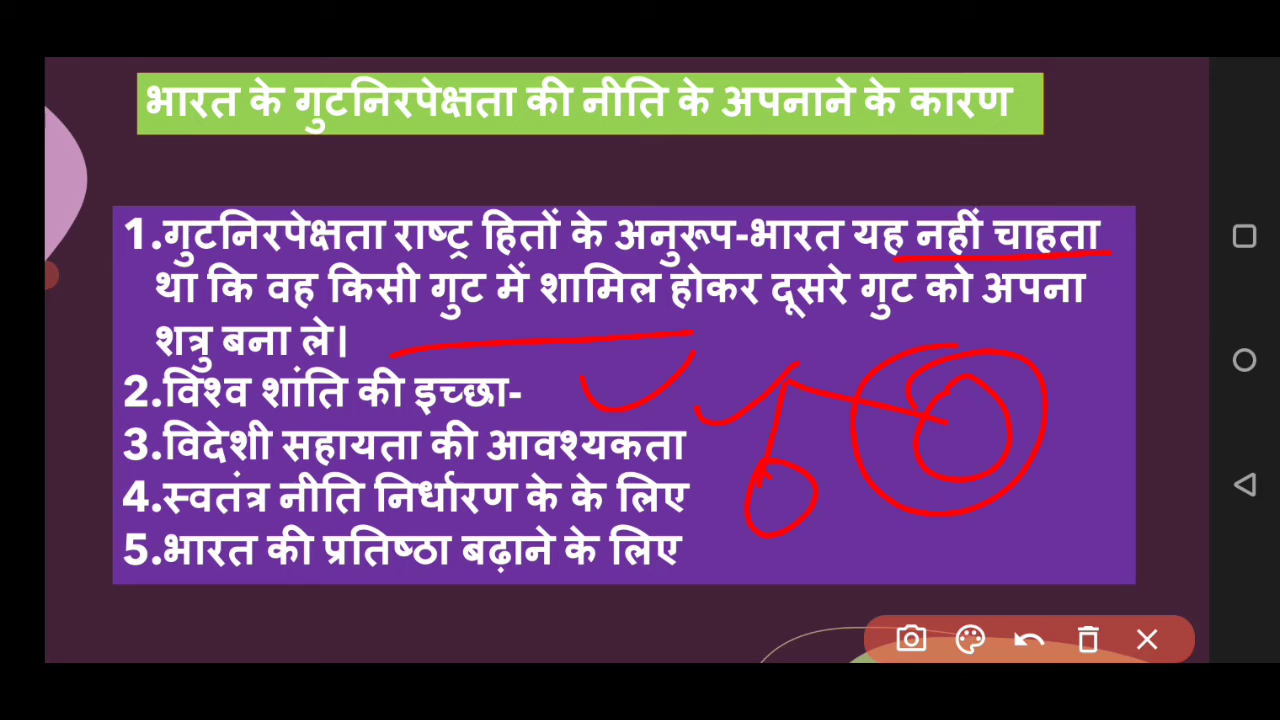 भारत के गुटनिरपेक्षता की नीति के अपनाने के कारण
1.गुटनिरपेक्षता राष्ट्र हितों के अनुरूप-भारत यह नहीं चाहता
था कि वह किसी गुट में शामिल होकर दूसरे गुट को अपना
शत्रु बना ले।
2.विश्व शांति की इच्छा-
3.विदेशी सहायता की आवश्यकता
4.स्वतंत्र नीति निर्धारण के के लिए
5.भारत की प्रतिष्ठा बढ़ाने के लिए